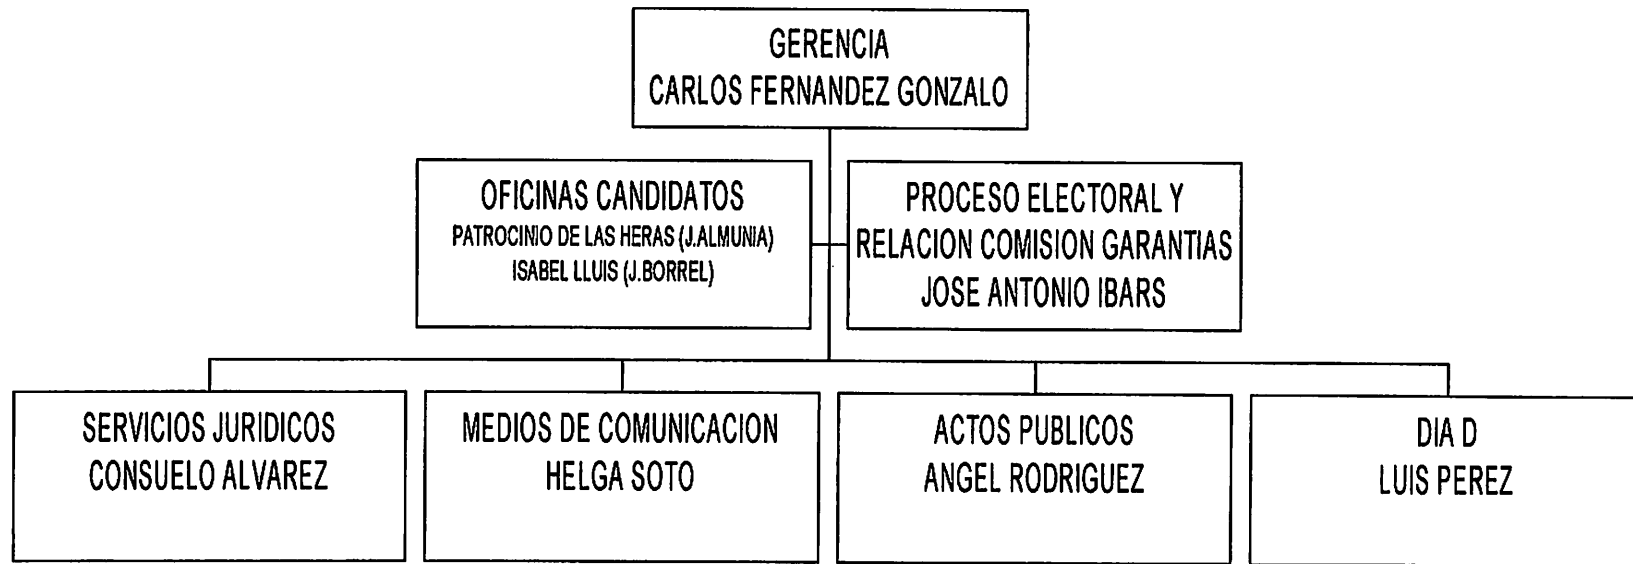 GERENCIA
CARLOS FERNANDEZ GONZALO
OFICINAS CANDIDATOS
PATROCINIO DE LAS HERAS (J.ALMUNIA)
ISABEL LLUIS (J.BORREL)
PROCESO ELECTORAL Y
RELACION COMISION GARANTIAS
JOSE ANTONIO IBARS
SERVICIOS JURIDICOS
CONSUELO ALVAREZ
MEDIOS DE COMUNICACION
HELGA SOTO
ACTOS PUBLICOS
ANGEL RODRIGUEZ
DIA D
LUIS PEREZ